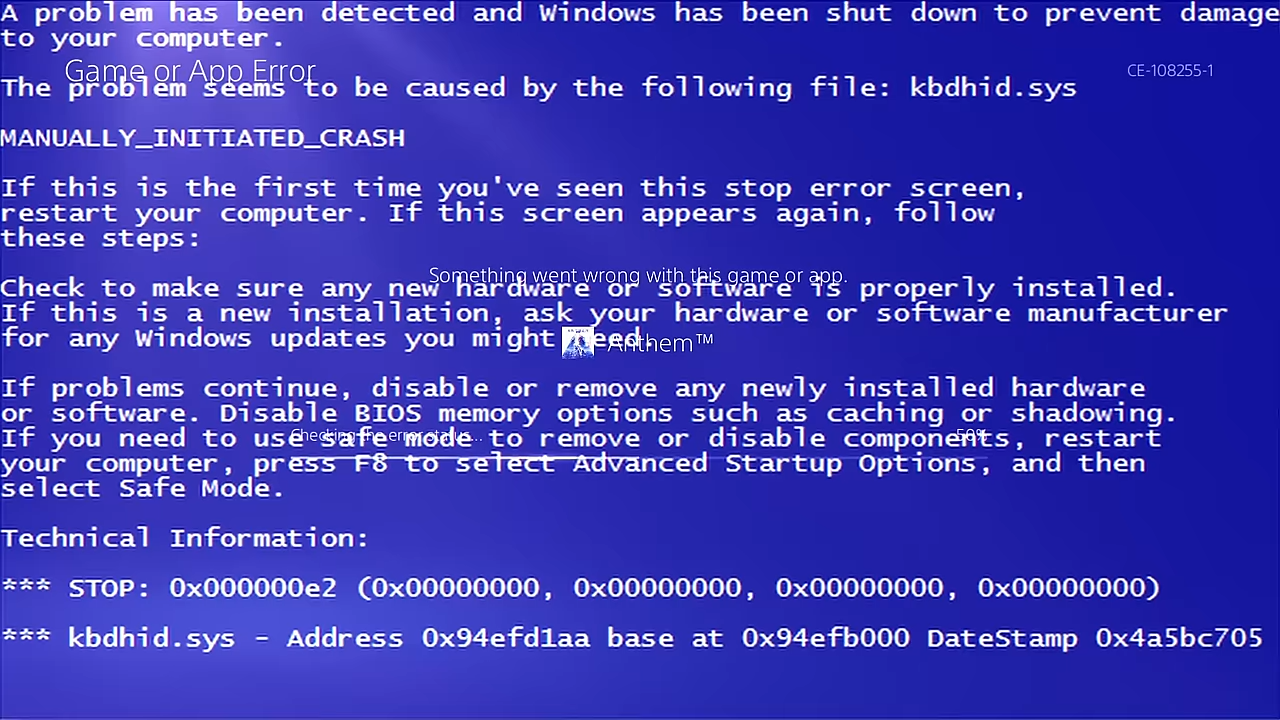 A problem has been detected and Windows has been shut down to prevent damage
to your computer.
Game or App Error
CE-108255-1
The problem seems to be caused by the following file: kbdhid.sys
MANUALLY_INITIATED_CRASH
If this is the first time you've seen this stop error screen,
restart your computer. If this screen appears again, follow
these steps:
Something went wrong with this game or app.
Check to make sure any new hardware or software is properly installed.
If this is a new installation, ask your hardware or software manufacturer
for any Windows updates you might need.
Anthem™
If problems continue, disable or remove any newly installed hardware
or software. Disable BIOS memory options such as caching or shadowing.
If you need to use safe mode to remove or disable components, restart
Checking the error status...
50%
your computer, press F8 to select Advanced Startup Options, and then
select Safe Mode.
Technical Information:
*** STOP: 0x000000e2 (0x00000000, 0x00000000, 0x00000000, 0x00000000)
*** kbdhid.sys - Address 0x94efd1aa base at 0x94efb000 DateStamp 0x4a5bc705